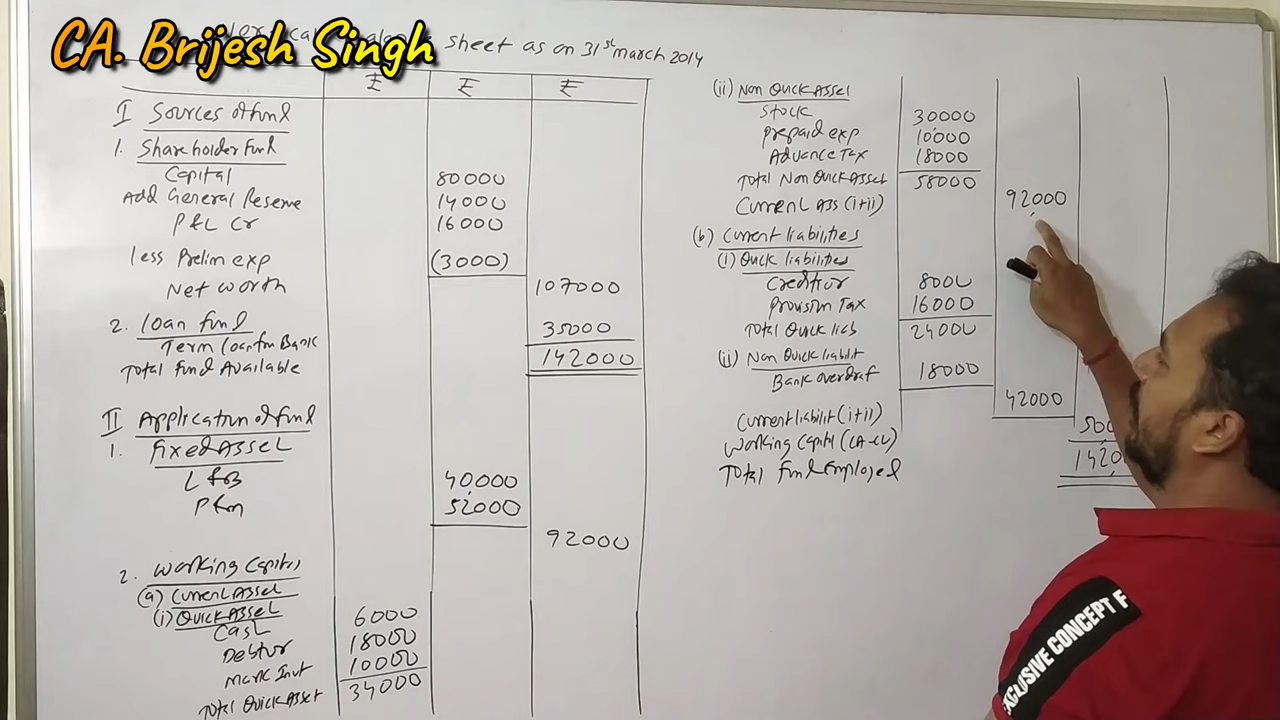 CA. Brijesh Singh
sheet as on 31st march 2014
₹ ₹ ₹
I Sources of fund
1. Shareholder fund
Capital 80000
Add General Reserve 14000
P&L Cr 16000
less Prelim exp (3000)
Net worth 107000
2. loan fund 35000
Term loan fm Bank
Total fund Available 142000
II Application of fund
1. fixed Asset
L&B 40,000
P&m 52000
92000
2. working Capital
(a) Current Asset
(i) Quick Asset
Cash 6000
Debtor 18000
Mark Invt 10000
Total Quick Asset 34000
(ii) Non Quick Asset
Stock 30000
Prepaid exp 10000
Advance Tax 18000
Total Non Quick Asset 58000
Current Ass (i+ii) 92000
(b) Current liabilities
(i) Quick liabilities
Creditor 8000
Provision Tax 16000
Total Quick liab 24000
(ii) Non Quick liabilit
Bank overdraf 18000
42000
Current liabilit (i+ii)
working Capital (CA-CL)
Total fund Employed
EXCLUSIVE CONCEPT F